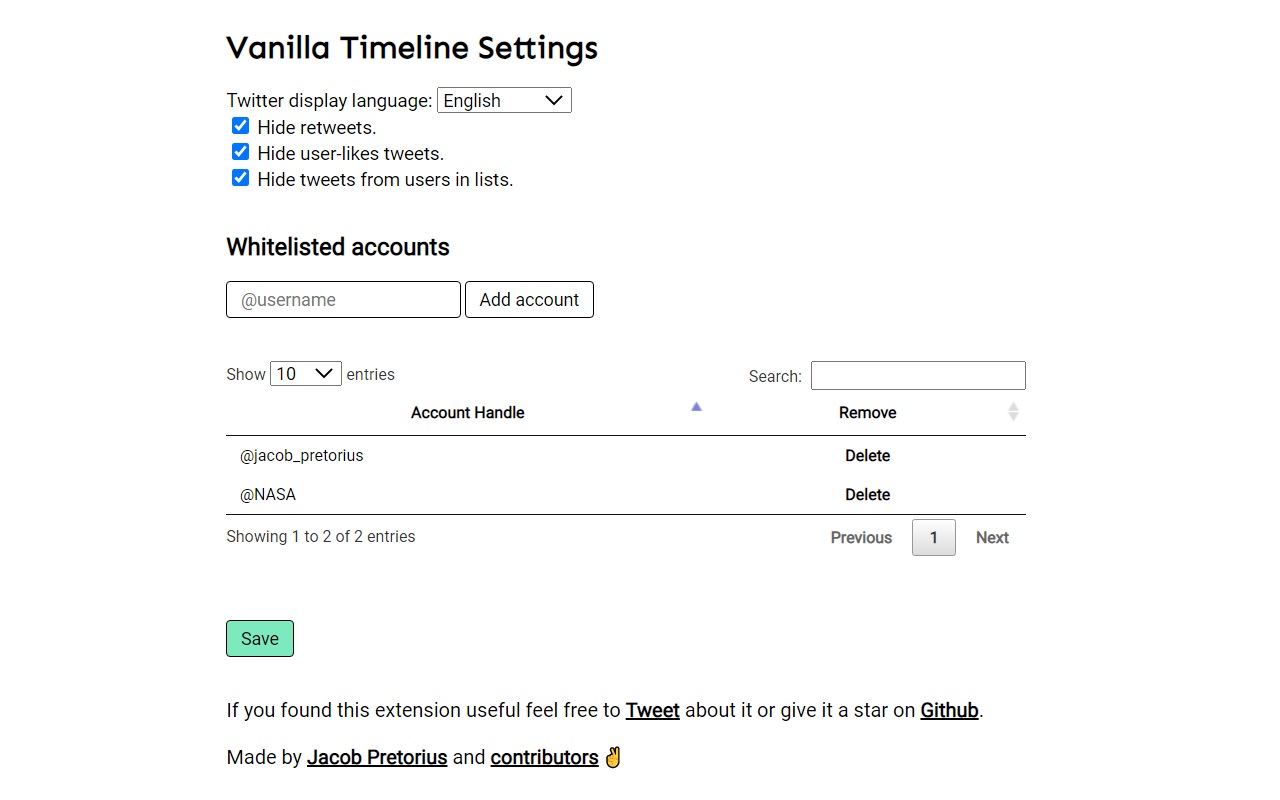 Vanilla Timeline Settings
Twitter display language: English
Hide retweets.
Hide user-likes tweets.
Hide tweets from users in lists.
Whitelisted accounts
@username Add account
Show 10 entries Search:
Account Handle Remove
@jacob_pretorius Delete
@NASA Delete
Showing 1 to 2 of 2 entries Previous 1 Next
Save
If you found this extension useful feel free to Tweet about it or give it a star on Github.
Made by Jacob Pretorius and contributors ✌